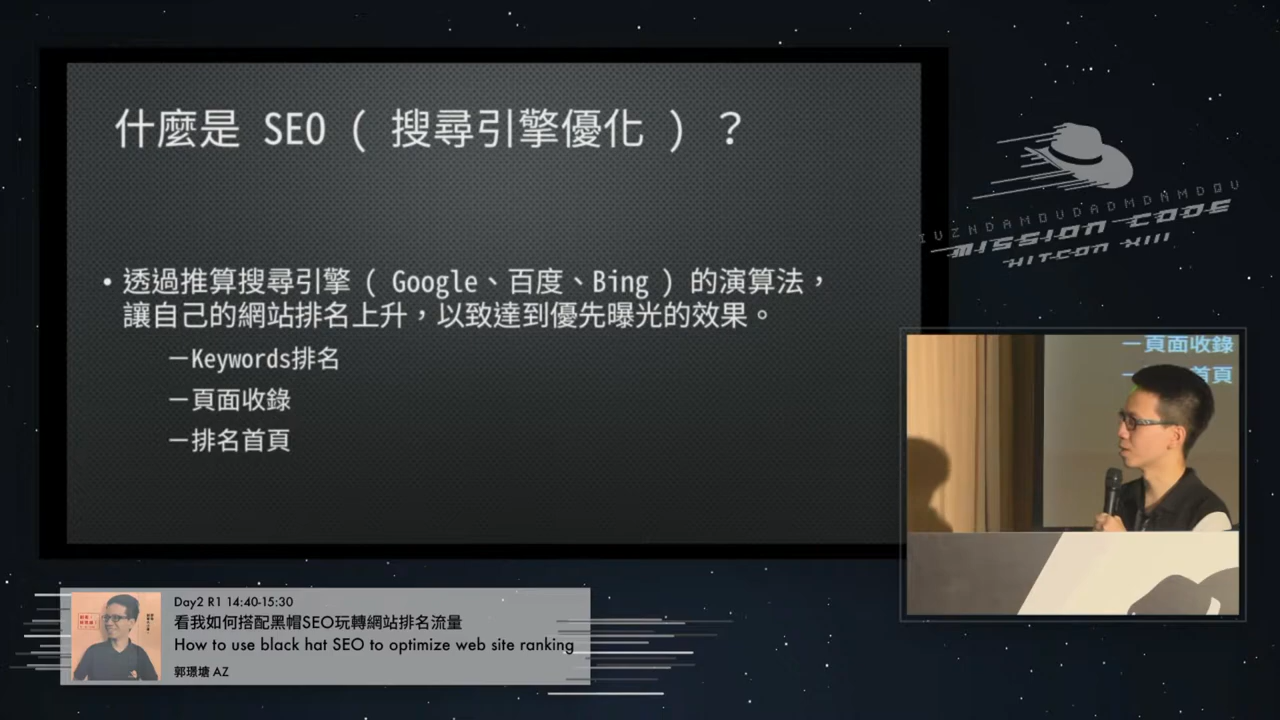 什麼是 SEO ( 搜尋引擎優化 ) ?
• 透過推算搜尋引擎 ( Google、百度、Bing ) 的演算法，
讓自己的網站排名上升，以致達到優先曝光的效果。
－Keywords排名
－頁面收錄
－排名首頁
MISSION CODE
HITCON XIII
－頁面收錄
首頁
Day2 R1 14:40-15:30
看我如何搭配黑帽SEO玩轉網站排名流量
How to use black hat SEO to optimize web site ranking
郭璟塘 AZ